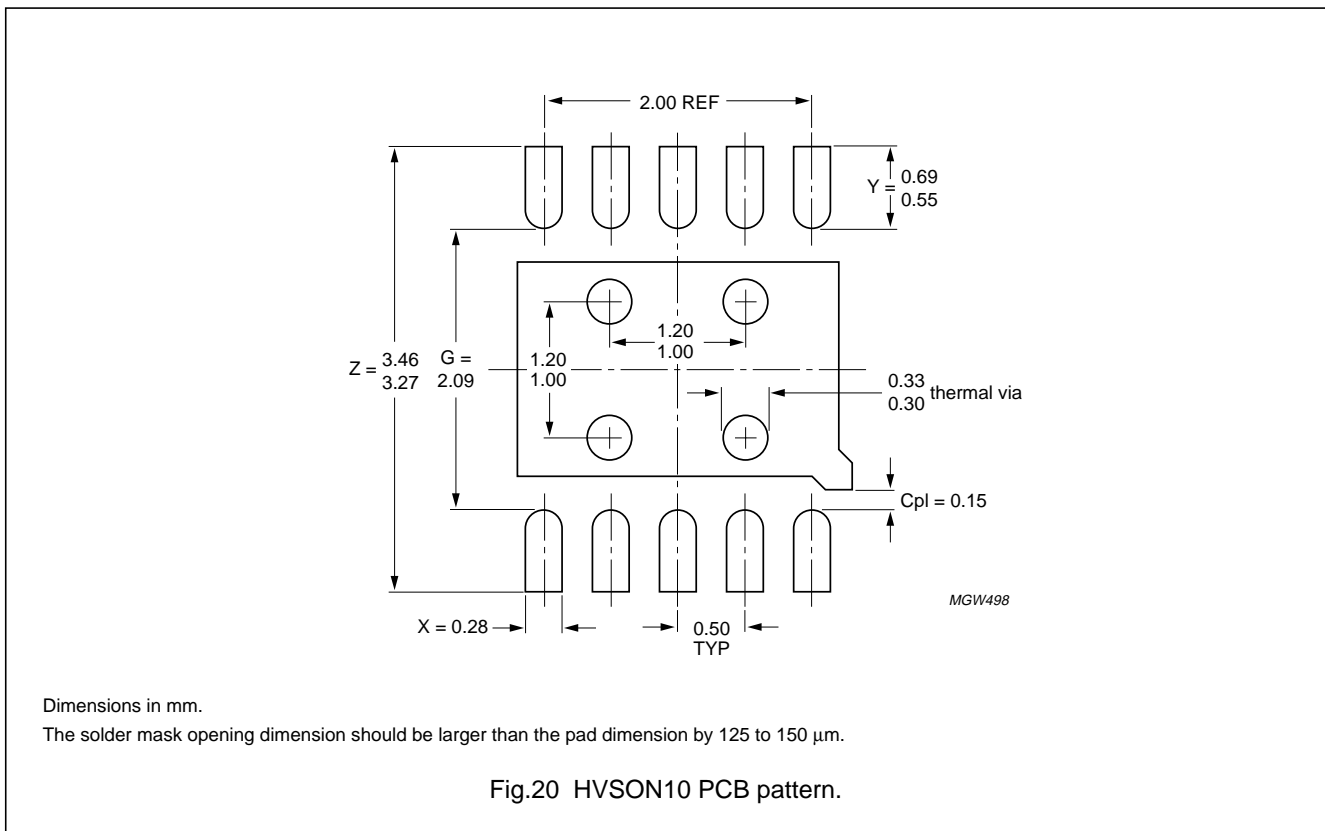 2.00 REF
Y = 0.69
0.55
1.20
1.00
Z = 3.46
3.27
G =
2.09
1.20
1.00
0.33
0.30
thermal via
Cpl = 0.15
MGW498
X = 0.28
0.50
TYP
Dimensions in mm.
The solder mask opening dimension should be larger than the pad dimension by 125 to 150 μm.
Fig.20 HVSON10 PCB pattern.